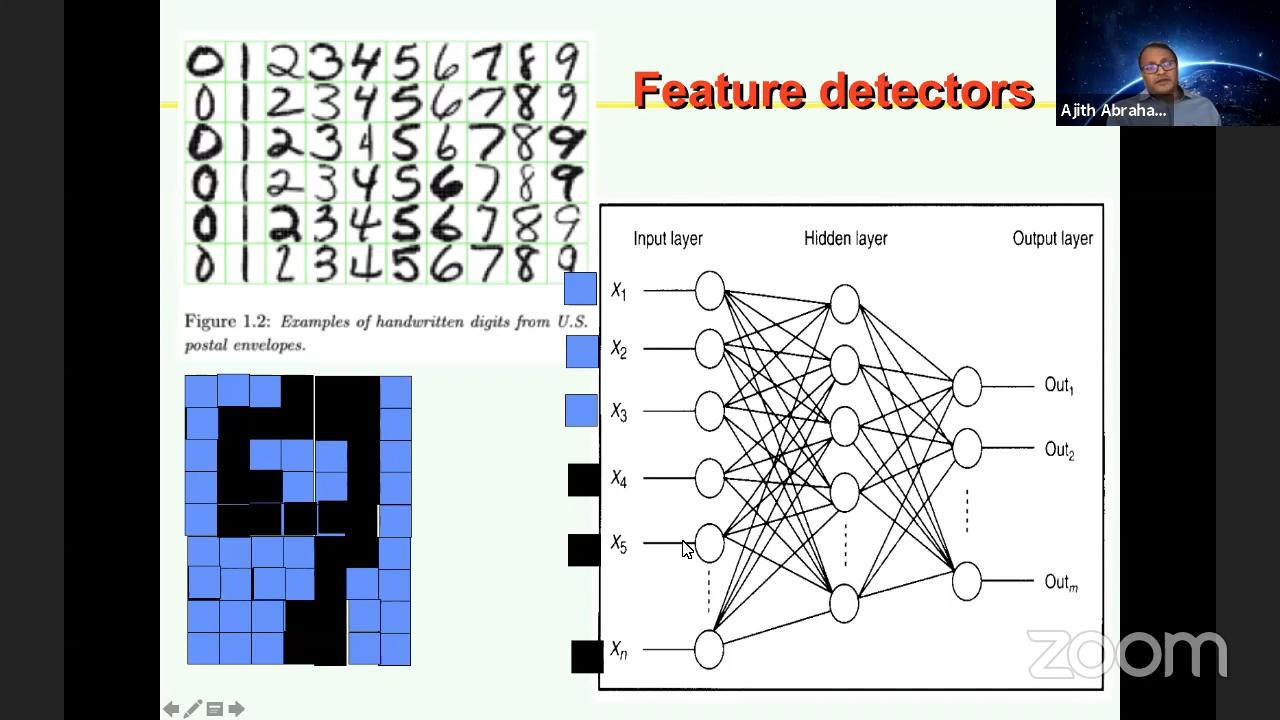 0 1 2 3 4 5 6 7 8 9
0 1 2 3 4 5 6 7 8 9
0 1 2 3 4 5 6 7 8 9
0 1 2 3 4 5 6 7 8 9
0 1 2 3 4 5 6 7 8 9
0 1 2 3 4 5 6 7 8 9
Figure 1.2: Examples of handwritten digits from U.S.
postal envelopes.
Feature detectors
Ajith Abraha...
Input layer Hidden layer Output layer
X1
X2
X3
X4
X5
Xn
Out1
Out2
Outm
zoom